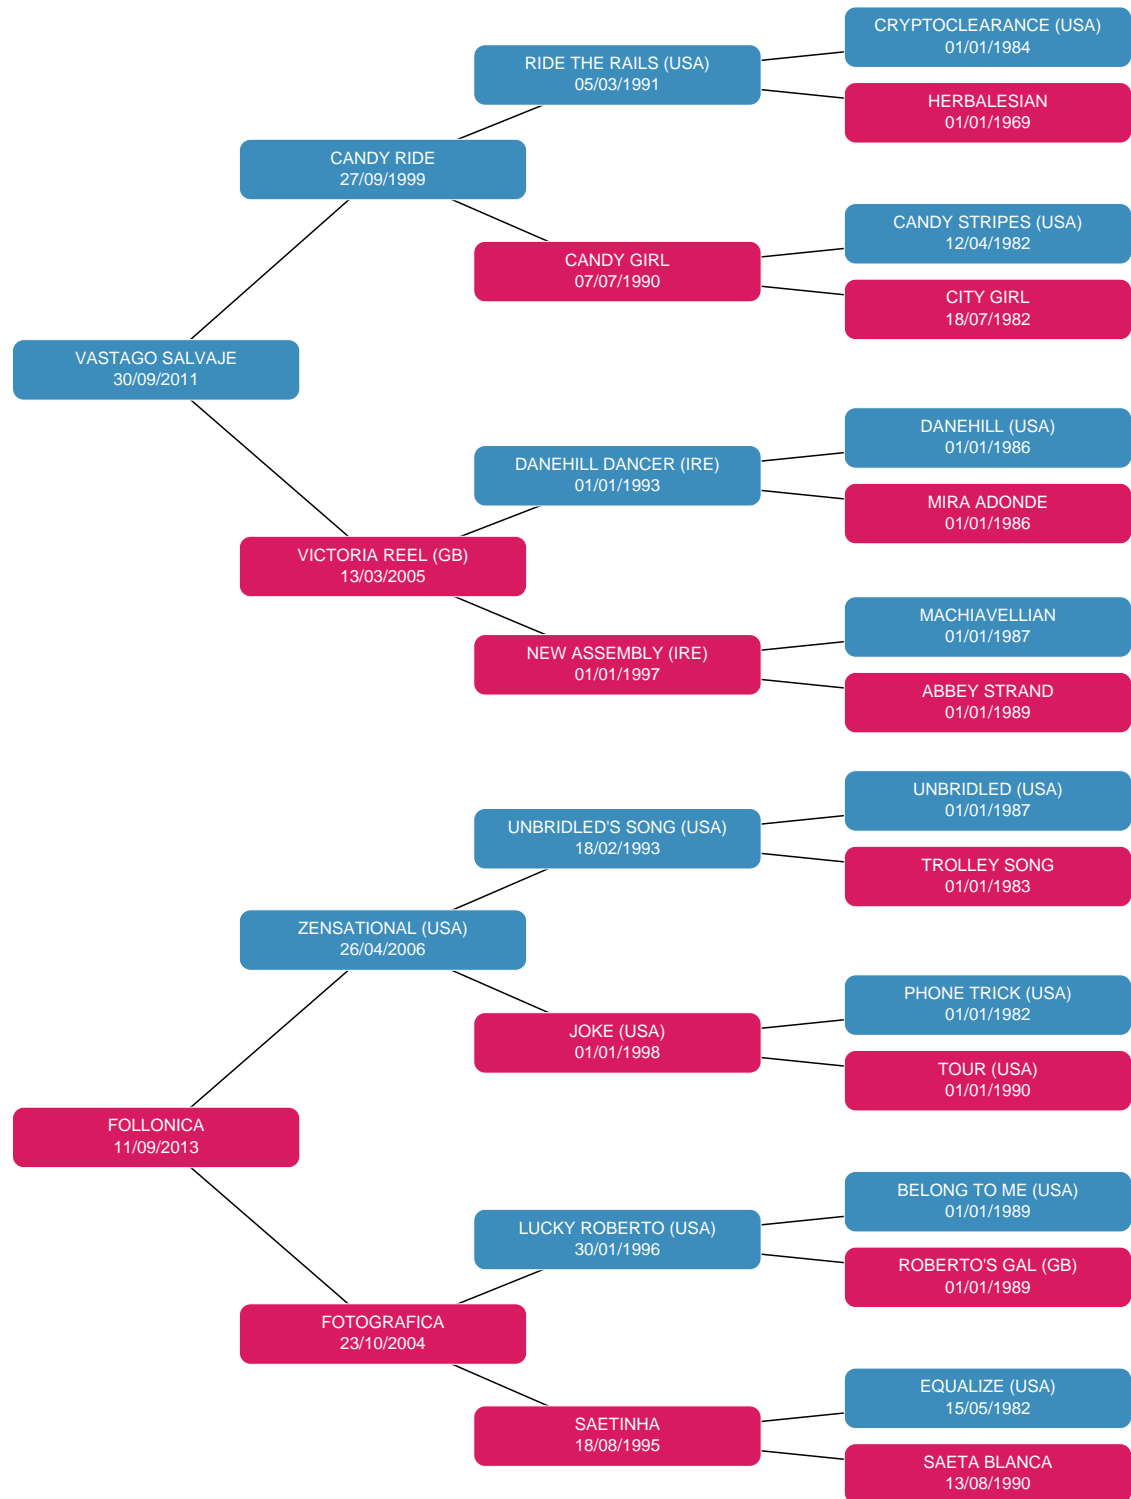 CRYPTOCLEARANCE (USA)
01/01/1984
RIDE THE RAILS (USA)
05/03/1991
HERBALESIAN
01/01/1969
CANDY RIDE
27/09/1999
CANDY STRIPES (USA)
12/04/1982
CANDY GIRL
07/07/1990
CITY GIRL
18/07/1982
VASTAGO SALVAJE
30/09/2011
DANEHILL (USA)
01/01/1986
DANEHILL DANCER (IRE)
01/01/1993
MIRA ADONDE
01/01/1986
VICTORIA REEL (GB)
13/03/2005
MACHIAVELLIAN
01/01/1987
NEW ASSEMBLY (IRE)
01/01/1997
ABBEY STRAND
01/01/1989
UNBRIDLED (USA)
01/01/1987
UNBRIDLED'S SONG (USA)
18/02/1993
TROLLEY SONG
01/01/1983
ZENSATIONAL (USA)
26/04/2006
PHONE TRICK (USA)
01/01/1982
JOKE (USA)
01/01/1998
TOUR (USA)
01/01/1990
FOLLONICA
11/09/2013
BELONG TO ME (USA)
01/01/1989
LUCKY ROBERTO (USA)
30/01/1996
ROBERTO'S GAL (GB)
01/01/1989
FOTOGRAFICA
23/10/2004
EQUALIZE (USA)
15/05/1982
SAETINHA
18/08/1995
SAETA BLANCA
13/08/1990